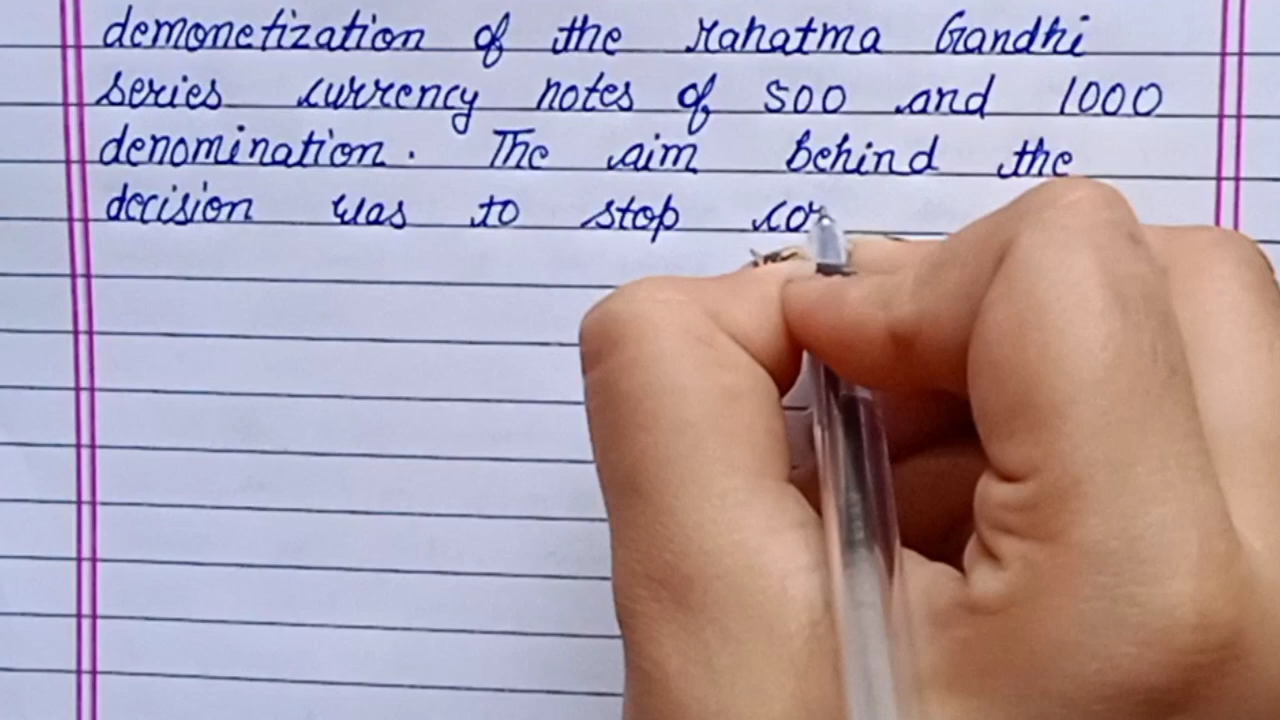 demonetization of the Mahatma Gandhi
series currency notes of 500 and 1000
denomination. The aim behind the
decision was to stop